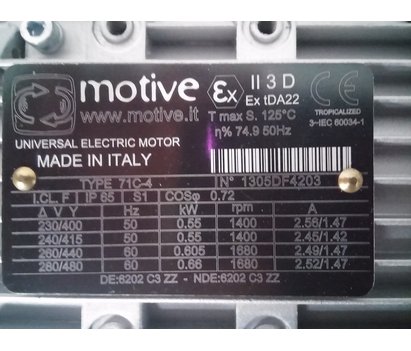 motive
www.motive.it
Ex
II 3 D
Ex tDA22
T max S. 125°C
η% 74.9 50Hz
CE
TROPICALIZED
3~IEC 60034-1
UNIVERSAL ELECTRIC MOTOR
MADE IN ITALY
TYPE 71C-4 N° 1305DF4203
I.CL.F IP 65 S1 COSφ 0.72
Δ V Y Hz kW rpm A
230/400 50 0.55 1400 2.56/1.47
240/415 50 0.55 1400 2.45/1.42
260/440 60 0.605 1680 2.49/1.47
280/480 60 0.66 1680 2.52/1.47
DE:6202 C3 ZZ - NDE:6202 C3 ZZ